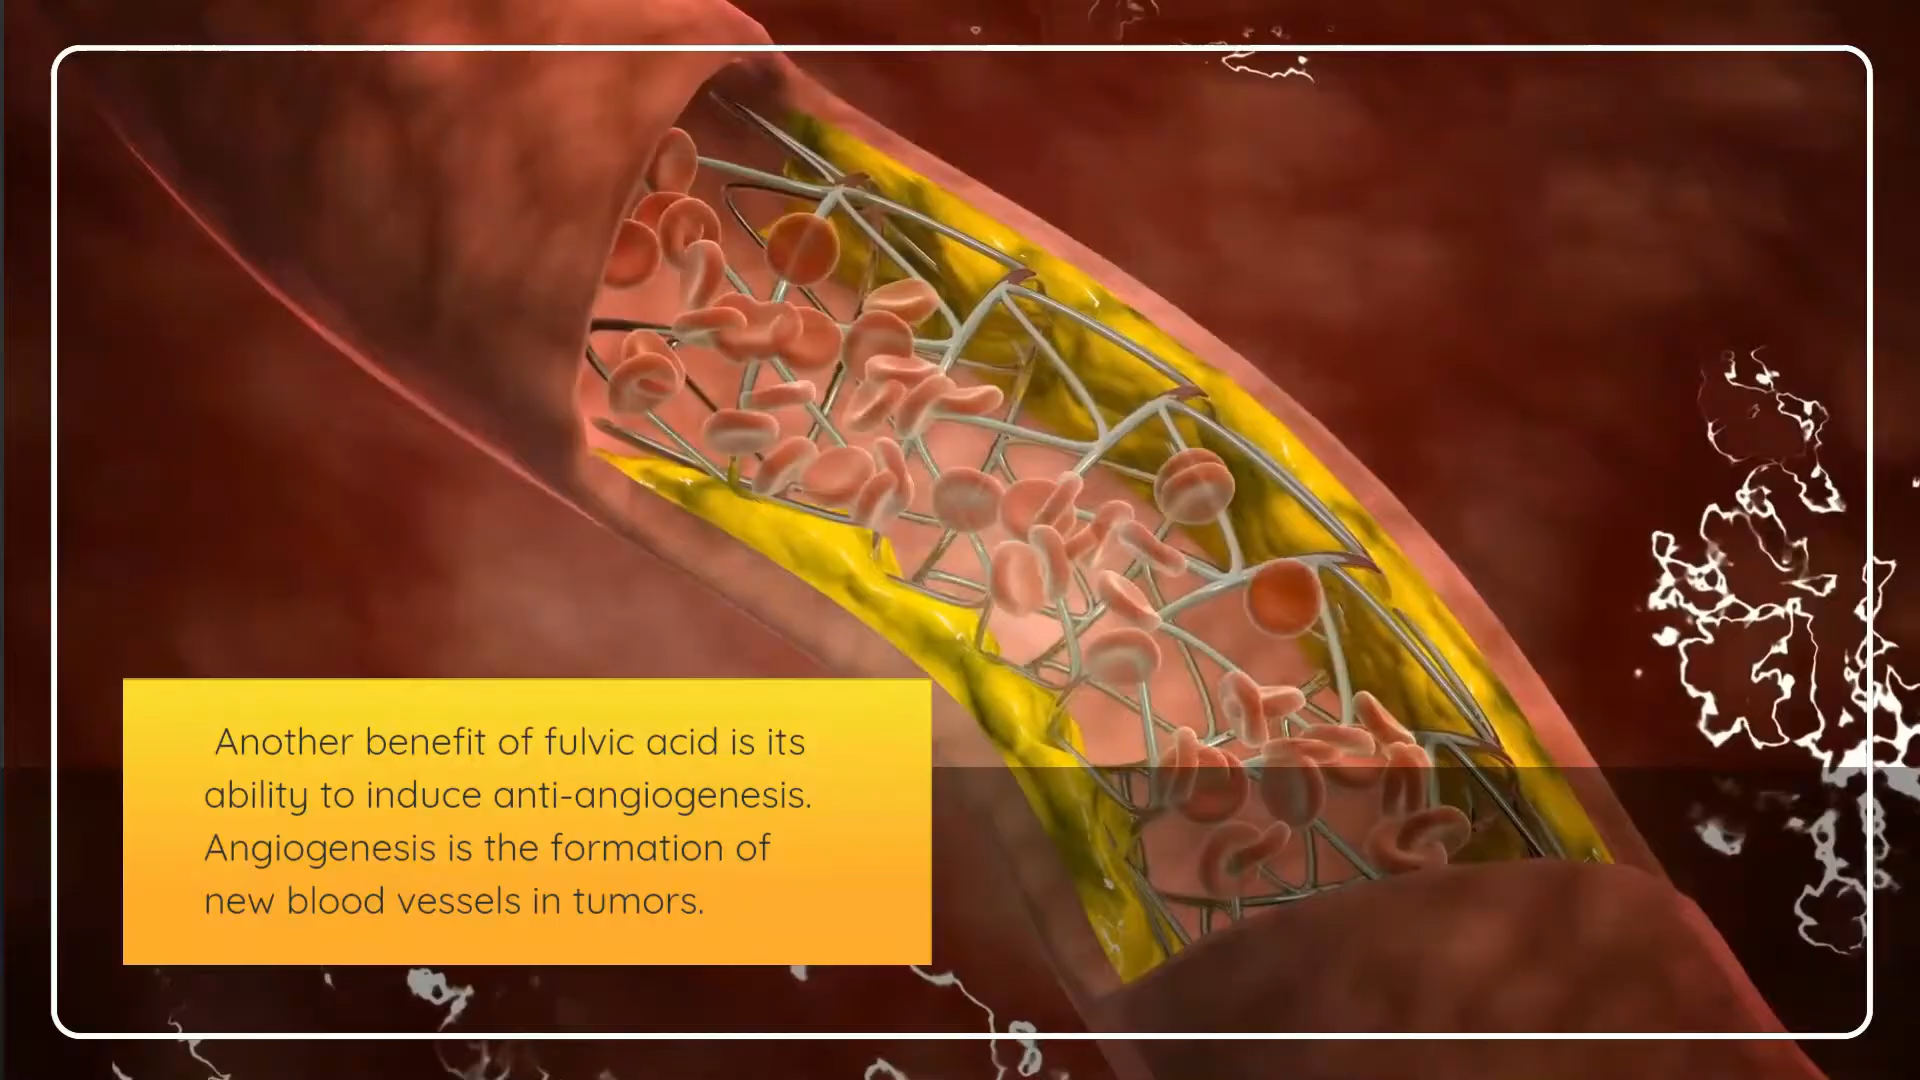 Another benefit of fulvic acid is its
ability to induce anti-angiogenesis.
Angiogenesis is the formation of
new blood vessels in tumors.